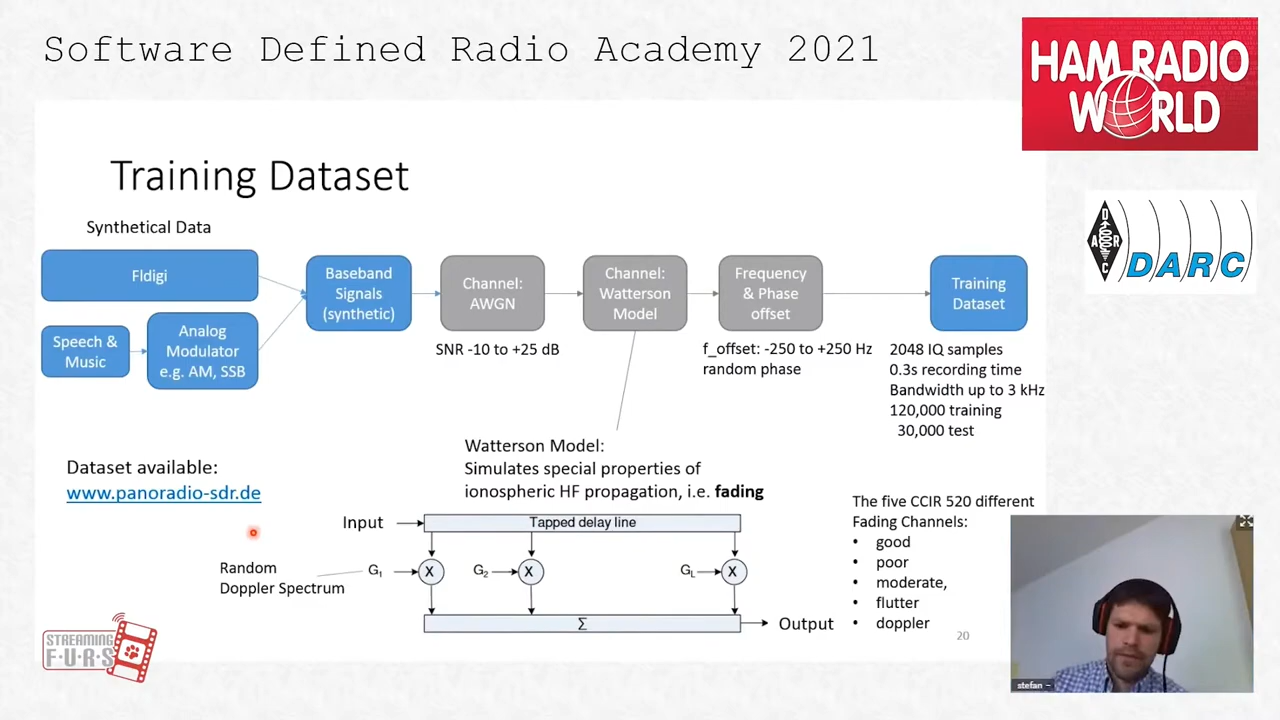 Software Defined Radio Academy 2021
HAM RADIO
WORLD
DARC
DARC
Training Dataset
Synthetical Data
Fldigi
Speech &
Music
Analog
Modulator
e.g. AM, SSB
Baseband
Signals
(synthetic)
Channel:
AWGN
SNR -10 to +25 dB
Channel:
Watterson
Model
Frequency
& Phase
offset
f_offset: -250 to +250 Hz
random phase
Training
Dataset
2048 IQ samples
0.3s recording time
Bandwidth up to 3 kHz
120,000 training
30,000 test
Watterson Model:
Simulates special properties of
ionospheric HF propagation, i.e. fading
Dataset available:
www.panoradio-sdr.de
Input
Tapped delay line
Random
Doppler Spectrum
G1
X
G2
X
GL
X
Σ
Output
The five CCIR 520 different
Fading Channels:
• good
• poor
• moderate,
• flutter
• doppler
20
STREAMING
F·U·R·S
stefan –